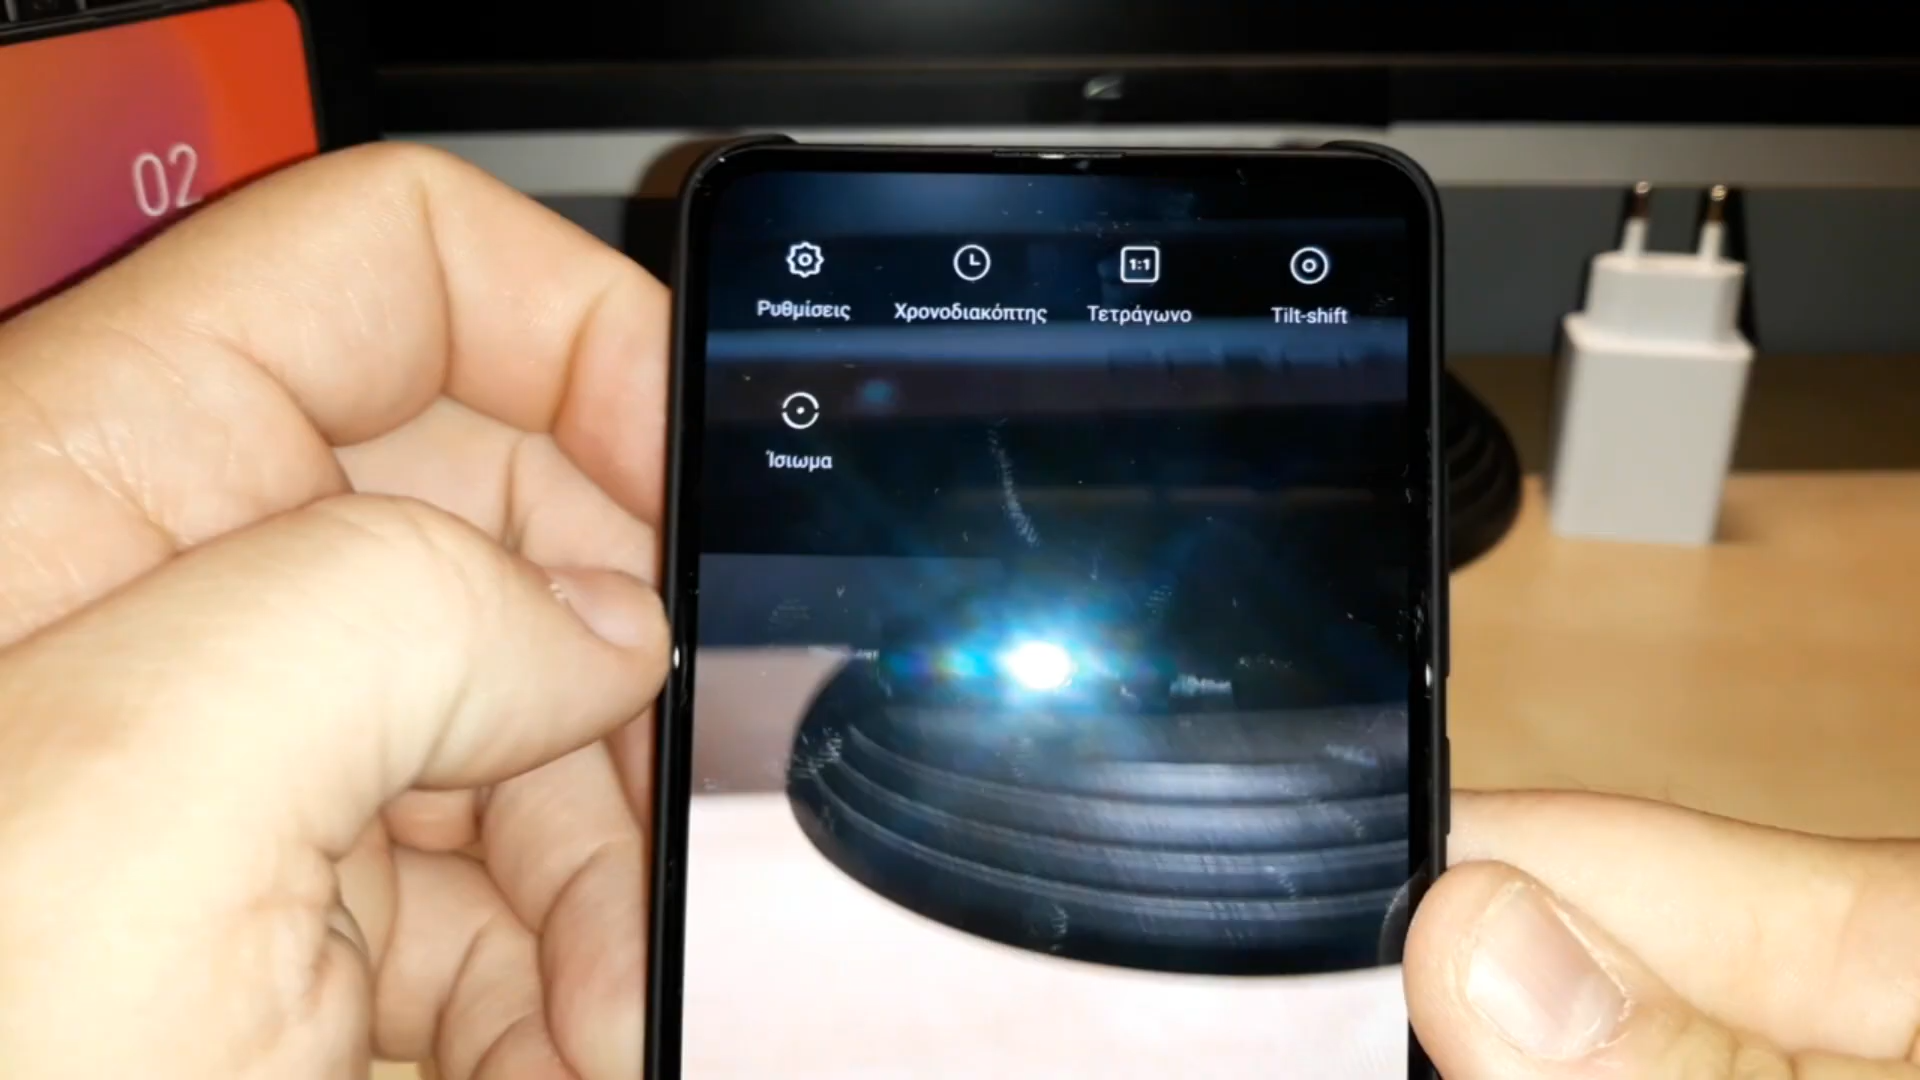 02
Ρυθμίσεις
Χρονοδιακόπτης
1:1
Τετράγωνο
Tilt-shift
Ίσιωμα